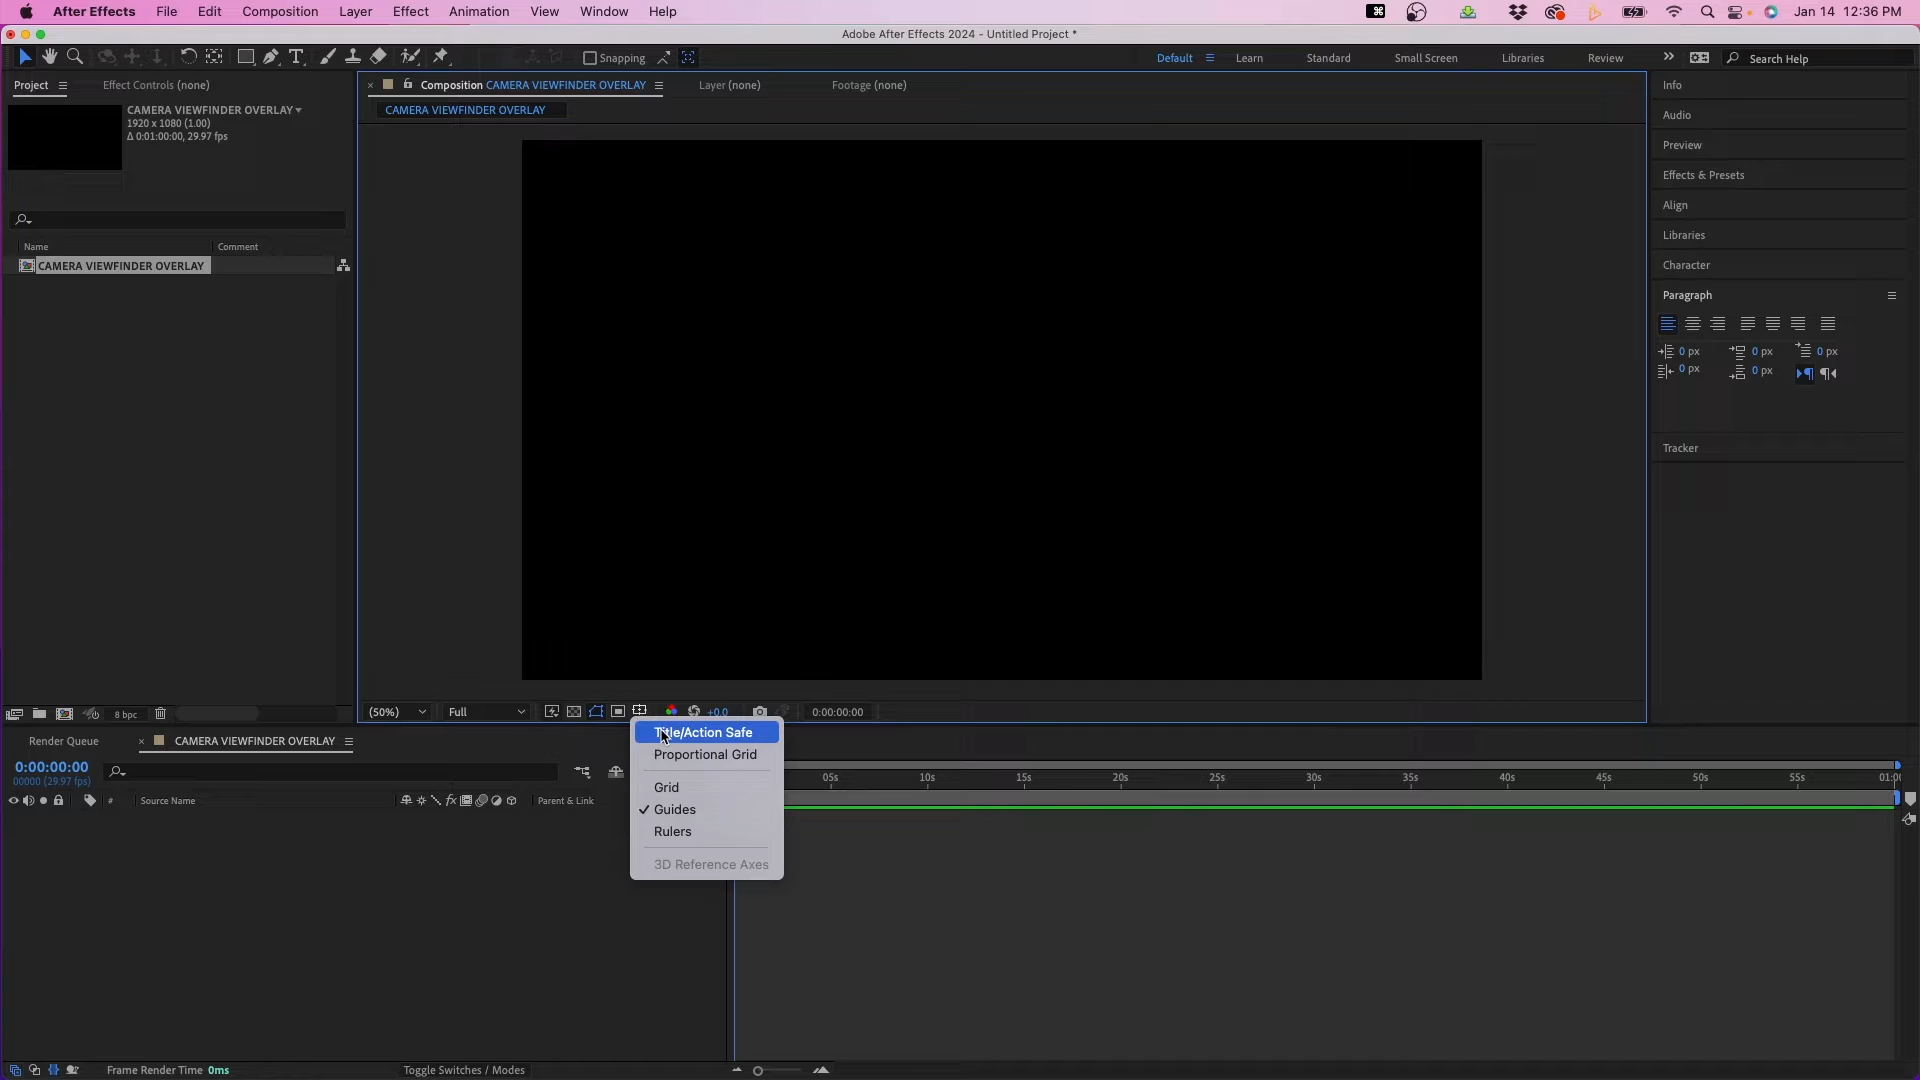 After Effects File Edit Composition Layer Effect Animation View Window Help Jan 14 12:36 PM
Adobe After Effects 2024 - Untitled Project *
Snapping Default Learn Standard Small Screen Libraries Review Search Help
Project Effect Controls (none)
CAMERA VIEWFINDER OVERLAY
1920 x 1080 (1.00)
Δ 0:01:00:00, 29.97 fps
Name Comment
CAMERA VIEWFINDER OVERLAY
8 bpc
Composition CAMERA VIEWFINDER OVERLAY Layer (none) Footage (none)
CAMERA VIEWFINDER OVERLAY
(50%) Full +0.0 0:00:00:00
Info
Audio
Preview
Effects & Presets
Align
Libraries
Character
Paragraph
0 px 0 px 0 px
0 px 0 px
Tracker
Title/Action Safe
Proportional Grid
Grid
Guides
Rulers
3D Reference Axes
Render Queue CAMERA VIEWFINDER OVERLAY
0:00:00:00
00000 (29.97 fps)
# Source Name Parent & Link
05s 10s 15s 20s 25s 30s 35s 40s 45s 50s 55s 01:00
Frame Render Time 0ms Toggle Switches / Modes